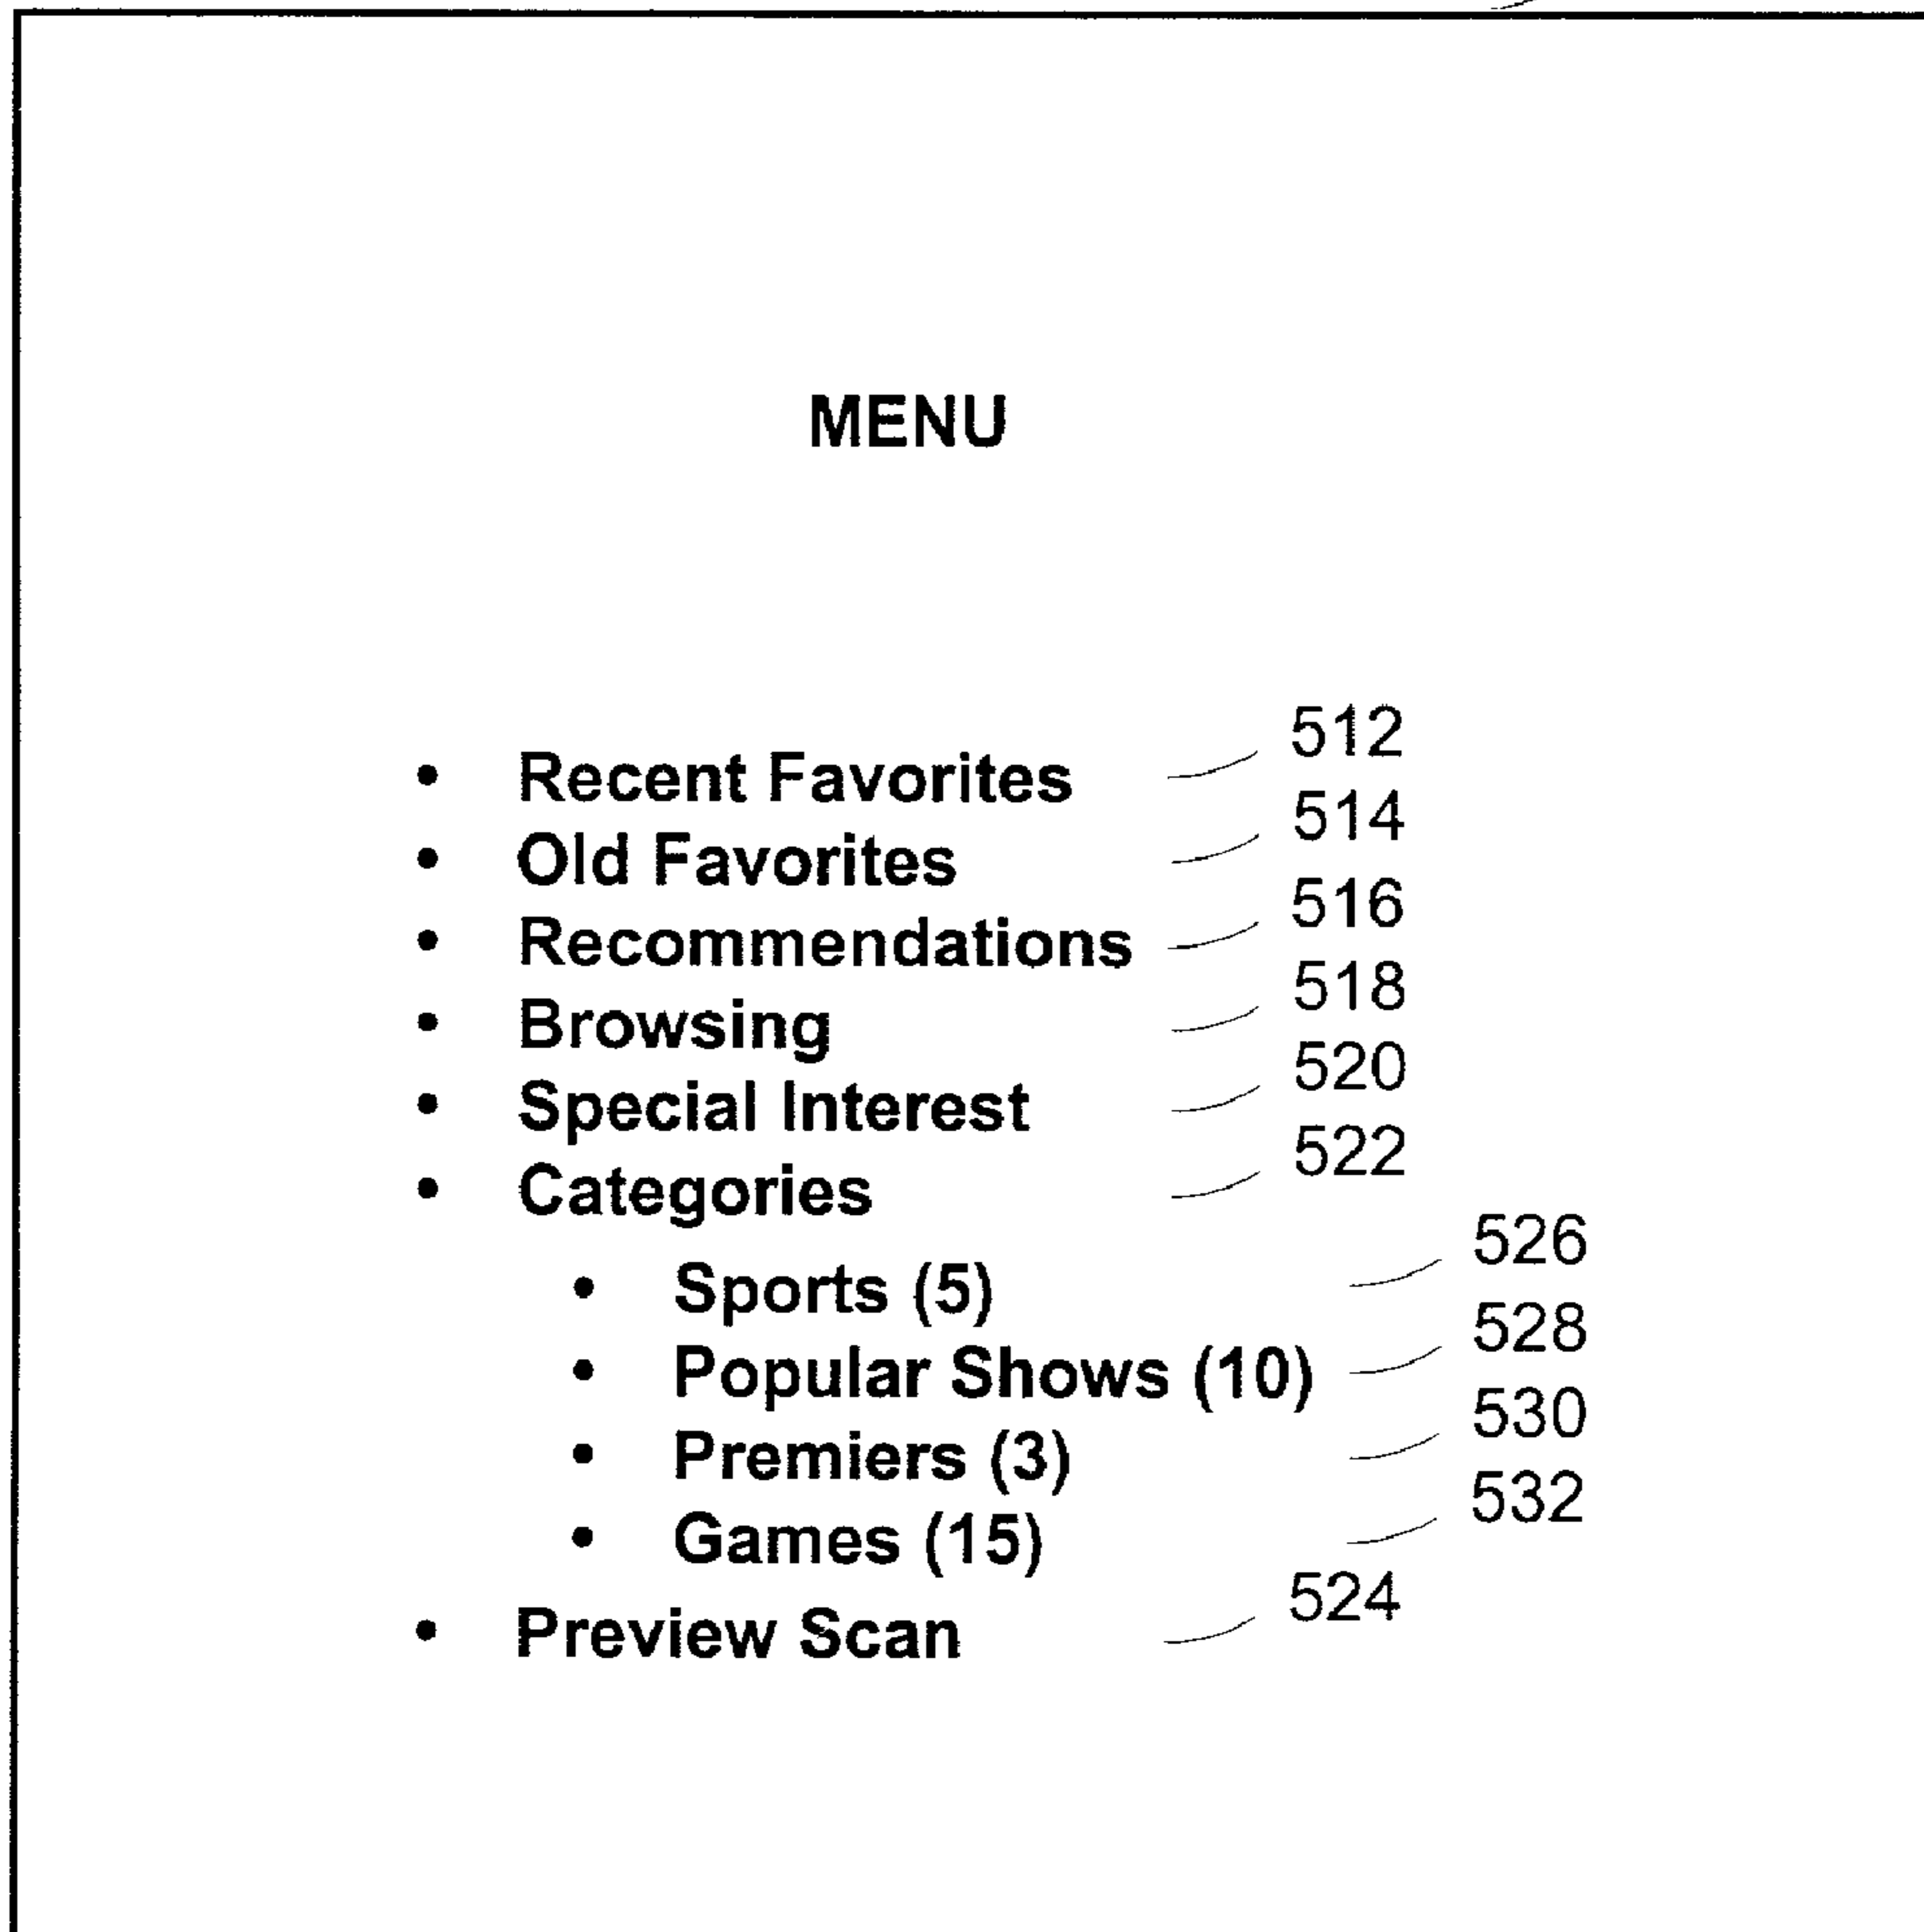 MENU
• Recent Favorites 512
• Old Favorites 514
• Recommendations 516
• Browsing 518
• Special Interest 520
• Categories 522
• Sports (5) 526
• Popular Shows (10) 528
• Premiers (3) 530
• Games (15) 532
• Preview Scan 524